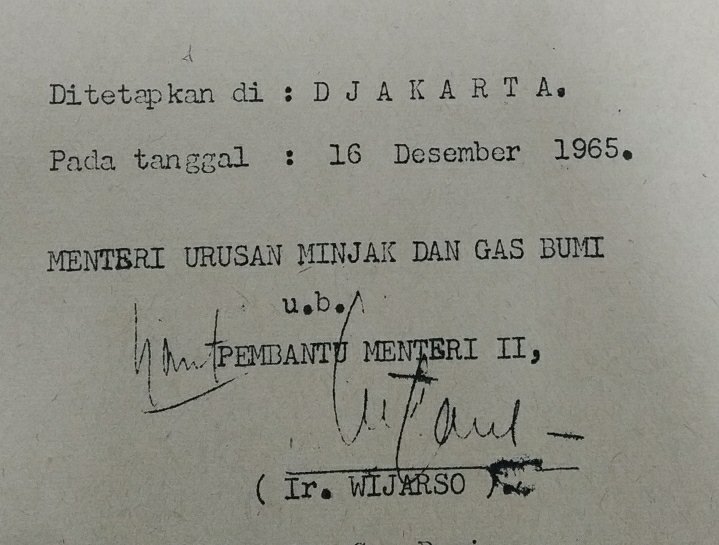 Ditetapkan di : D J A K A R T A.
Pada tanggal : 16 Desember 1965.
MENTERI URUSAN MINJAK DAN GAS BUMI
u.b.
PEMBANTU MENTERI II,
( Ir. WIJARSO ).